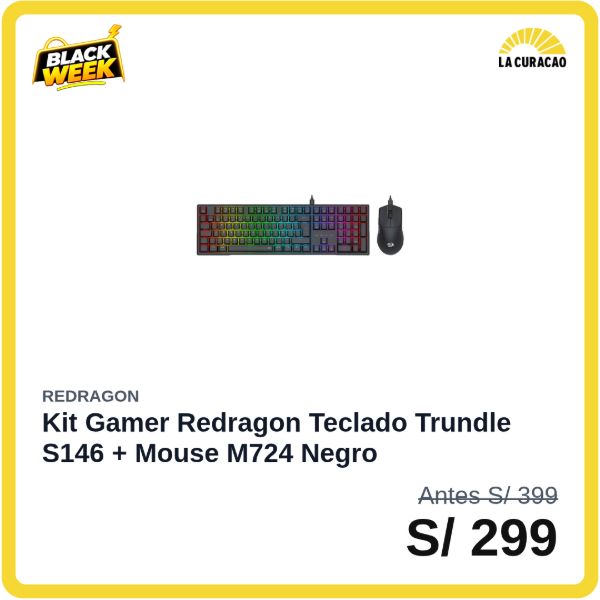 BLACK
WEEK
LA CURACAO
REDRAGON
Kit Gamer Redragon Teclado Trundle
S146 + Mouse M724 Negro
Antes S/ 399
S/ 299